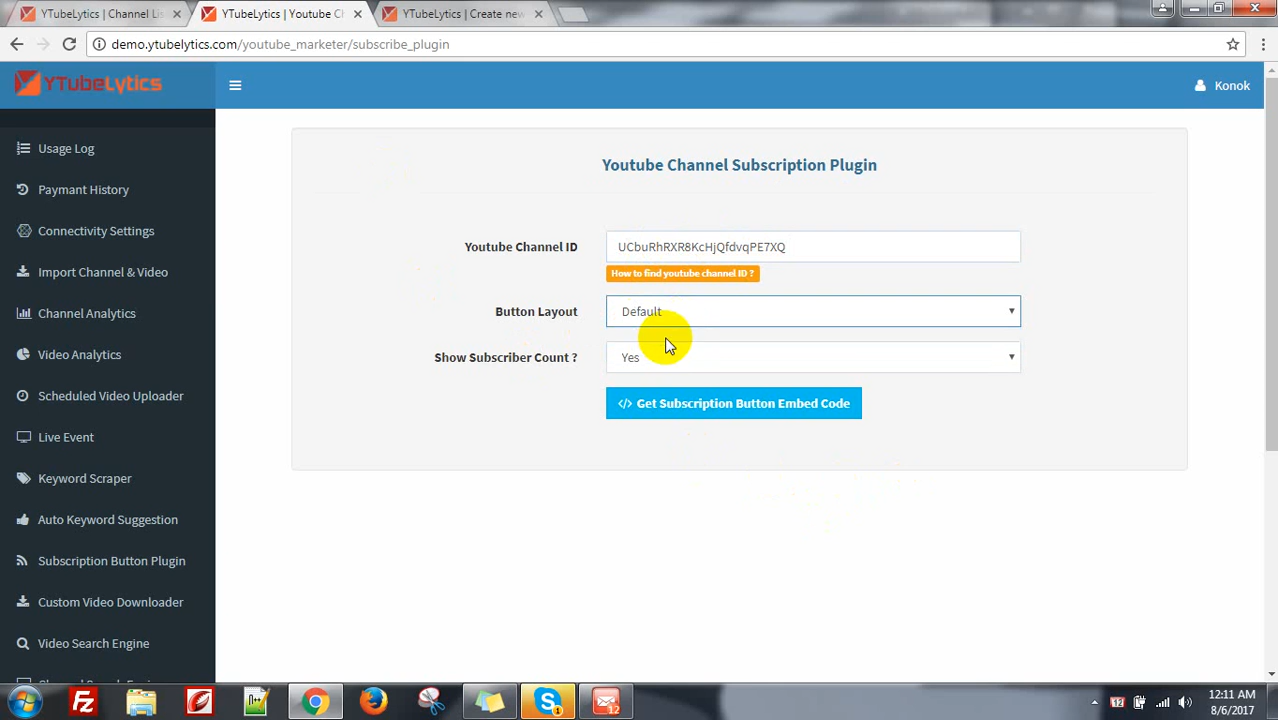 YTubeLytics | Channel Lis
YTubeLytics | Youtube Ch
YTubeLytics | Create new
demo.ytubelytics.com/youtube_marketer/subscribe_plugin
YTubeLytics
Konok
Usage Log
Paymant History
Connectivity Settings
Import Channel & Video
Channel Analytics
Video Analytics
Scheduled Video Uploader
Live Event
Keyword Scraper
Auto Keyword Suggestion
Subscription Button Plugin
Custom Video Downloader
Video Search Engine
Youtube Channel Subscription Plugin
Youtube Channel ID
UCbuRhRXR8KcHjQfdvqPE7XQ
How to find youtube channel ID ?
Button Layout
Default
Show Subscriber Count ?
Yes
</> Get Subscription Button Embed Code
12:11 AM
8/6/2017